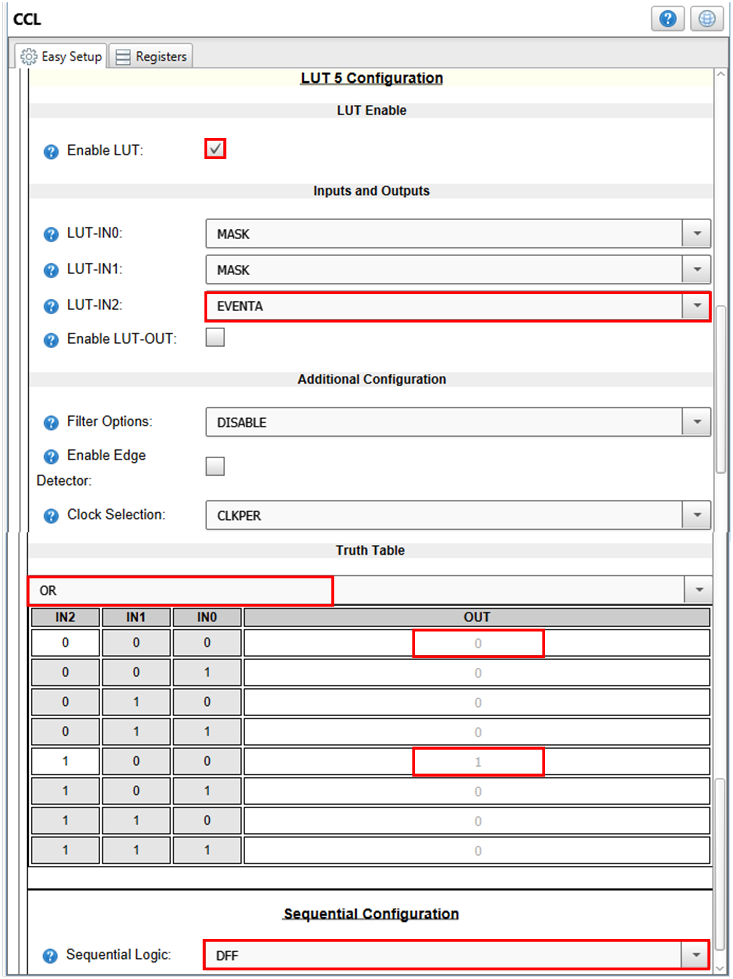 CCL
Easy Setup Registers
LUT 5 Configuration
LUT Enable
Enable LUT:
Inputs and Outputs
LUT-IN0: MASK
LUT-IN1: MASK
LUT-IN2: EVENTA
Enable LUT-OUT:
Additional Configuration
Filter Options: DISABLE
Enable Edge
Detector:
Clock Selection: CLKPER
Truth Table
OR
IN2 IN1 IN0 OUT
0 0 0 0
0 0 1 0
0 1 0 0
0 1 1 0
1 0 0 1
1 0 1 0
1 1 0 0
1 1 1 0
Sequential Configuration
Sequential Logic: DFF